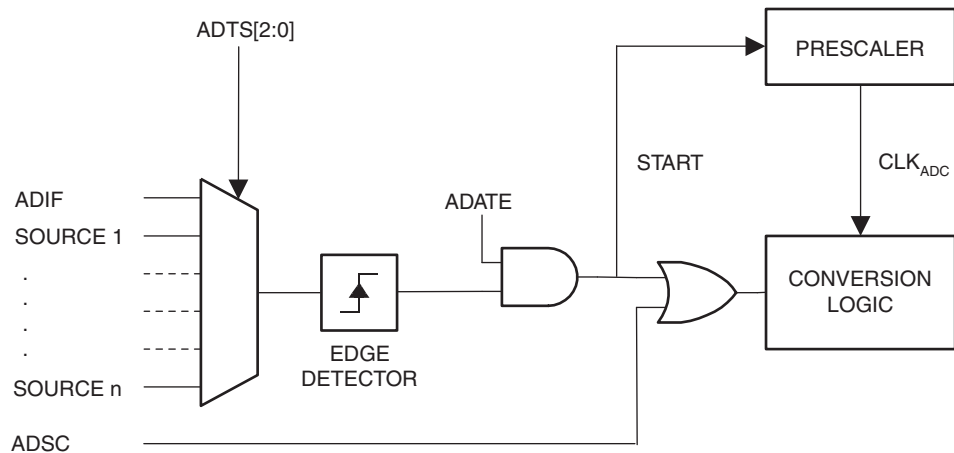 ADTS[2:0]
PRESCALER
START
CLKADC
ADIF
ADATE
SOURCE 1
.
.
.
.
CONVERSION
LOGIC
EDGE
DETECTOR
SOURCE n
ADSC